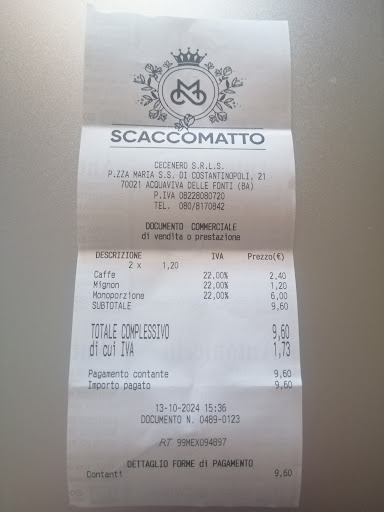 SCACCOMATTO
CECENERO S.R.L.S.
P.ZZA MARIA S.S. DI COSTANTINOPOLI, 21
70021 ACQUAVIVA DELLE FONTI (BA)
P.IVA 08228080720
TEL. 080/8170842
DOCUMENTO COMMERCIALE
di vendita o prestazione
DESCRIZIONE IVA Prezzo(€)
2 x 1,20
Caffe 22,00% 2,40
Mignon 22,00% 1,20
Monoporzione 22,00% 6,00
SUBTOTALE 9,60
TOTALE COMPLESSIVO 9,60
di cui IVA 1,73
Pagamento contante 9,60
Importo pagato 9,60
13-10-2024 15:36
DOCUMENTO N. 0489-0123
RT 99MEX094897
DETTAGLIO FORME di PAGAMENTO
Contanti 9,60